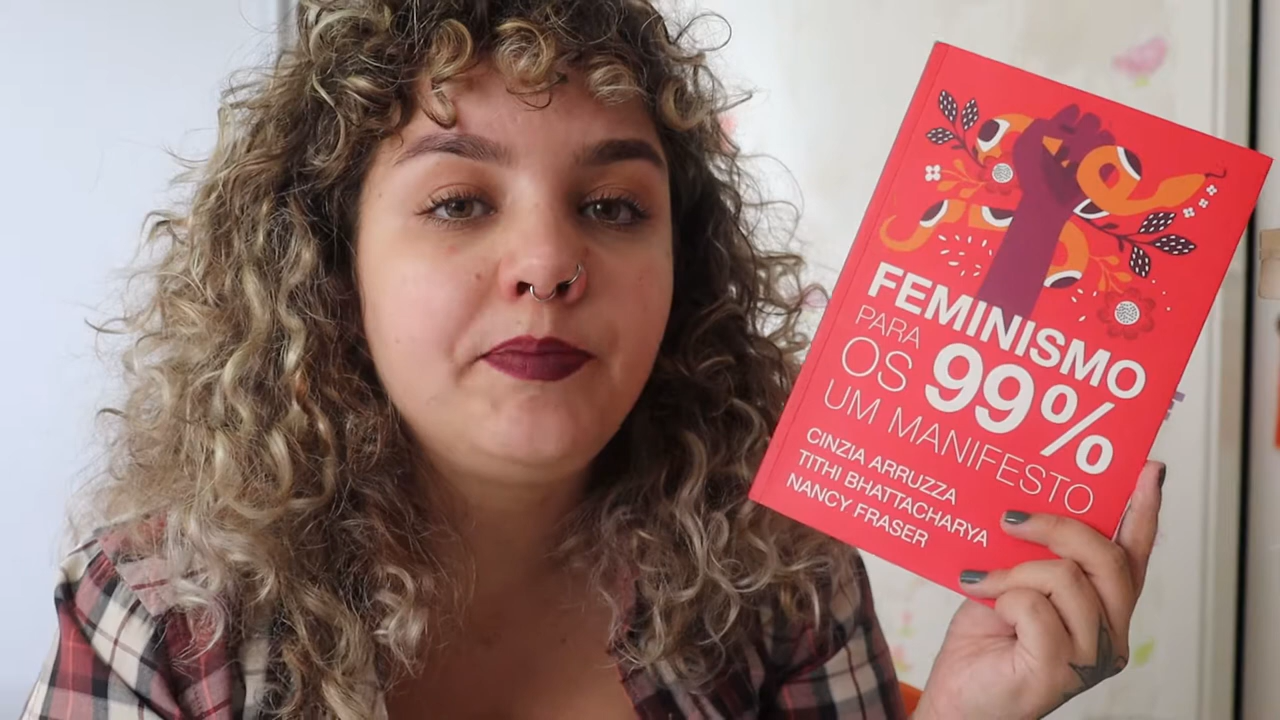 FEMINISMO
PARA
OS 99%
UM MANIFESTO
CINZIA ARRUZZA
TITHI BHATTACHARYA
NANCY FRASER